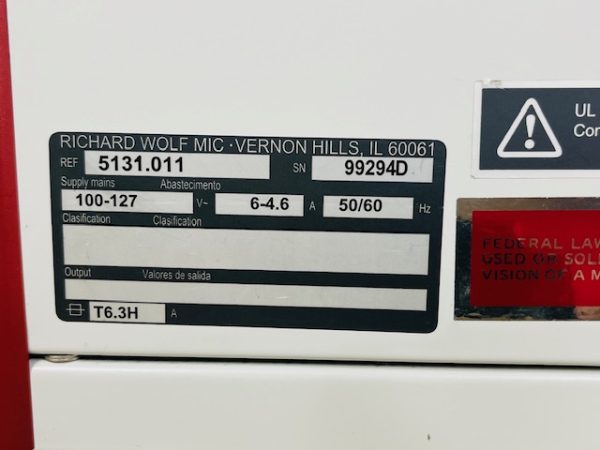 RICHARD WOLF MIC · VERNON HILLS, IL 60061
REF 5131.011 SN 99294D
Supply mains Abastecimento
100-127 V~ 6-4.6 A 50/60 Hz
Clasification Clasification
Output Valores de salida
T6.3H A
UL
Con
FEDERAL LAW
USED OR SOL
VISION OF A M